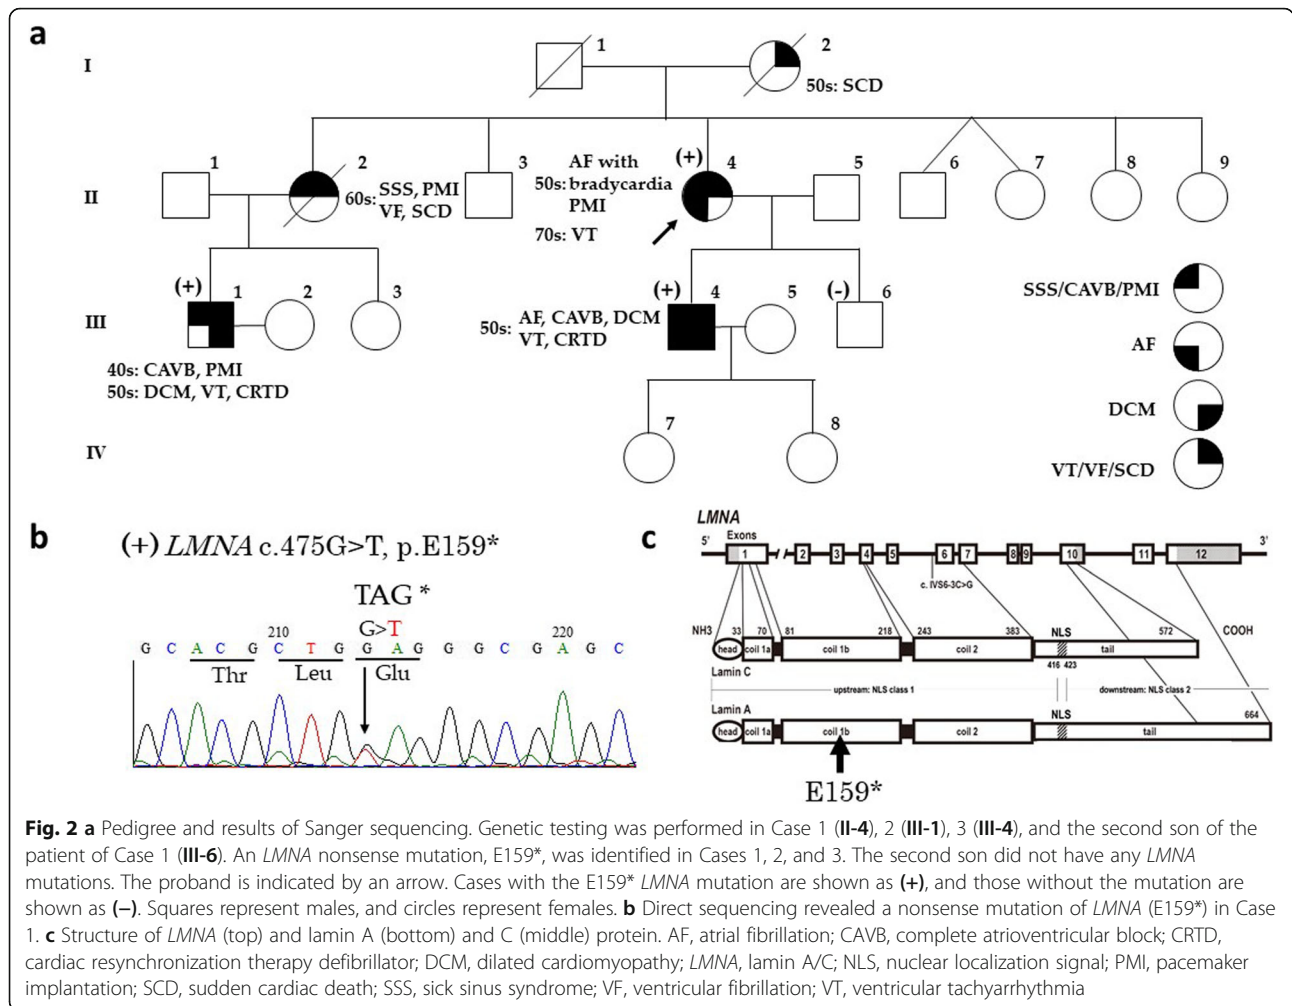 a
I
1
2
50s: SCD
II
1
2
60s: SSS, PMI
VF, SCD
3
AF with
50s: bradycardia
PMI
70s: VT
(+)
4
5
6
7
8
9
III
(+)
1
2
3
40s: CAVB, PMI
50s: DCM, VT, CRTD
50s: AF, CAVB, DCM
VT, CRTD
(+)
4
5
(-)
6
IV
7
8
SSS/CAVB/PMI
AF
DCM
VT/VF/SCD
b
(+) LMNA c.475G>T, p.E159*
TAG *
G>T
210
220
G C A C G C T G G A G G G C G A G C
Thr Leu Glu
c
LMNA
5' Exons 3'
1 2 3 4 5 6 7 8 9 10 11 12
c. IVS6-3C>G
NH3 33 70 81 218 243 383 NLS 572 COOH
head coil 1a coil 1b coil 2 tail
416 423
Lamin C
upstream: NLS class 1 downstream: NLS class 2
Lamin A NLS 664
head coil 1a coil 1b coil 2 tail
E159*
Fig. 2 a Pedigree and results of Sanger sequencing. Genetic testing was performed in Case 1 (II-4), 2 (III-1), 3 (III-4), and the second son of the
patient of Case 1 (III-6). An LMNA nonsense mutation, E159*, was identified in Cases 1, 2, and 3. The second son did not have any LMNA
mutations. The proband is indicated by an arrow. Cases with the E159* LMNA mutation are shown as (+), and those without the mutation are
shown as (−). Squares represent males, and circles represent females. b Direct sequencing revealed a nonsense mutation of LMNA (E159*) in Case
1. c Structure of LMNA (top) and lamin A (bottom) and C (middle) protein. AF, atrial fibrillation; CAVB, complete atrioventricular block; CRTD,
cardiac resynchronization therapy defibrillator; DCM, dilated cardiomyopathy; LMNA, lamin A/C; NLS, nuclear localization signal; PMI, pacemaker
implantation; SCD, sudden cardiac death; SSS, sick sinus syndrome; VF, ventricular fibrillation; VT, ventricular tachyarrhythmia